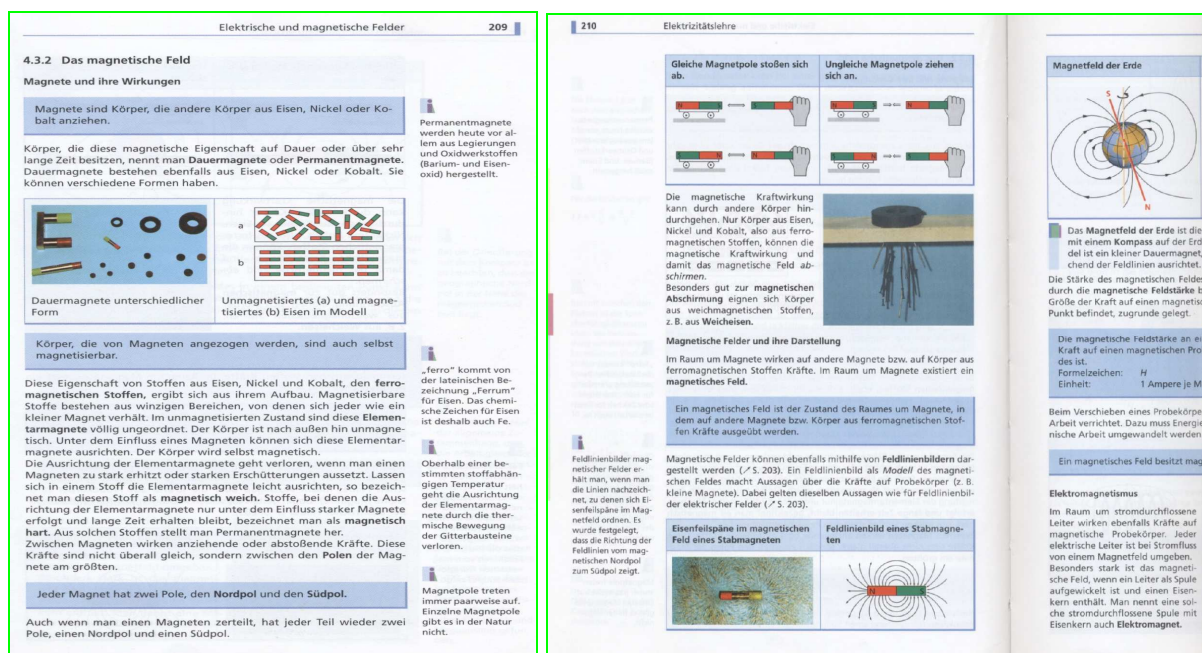 Elektrische und magnetische Felder 209
4.3.2 Das magnetische Feld
Magnete und ihre Wirkungen
Magnete sind Körper, die andere Körper aus Eisen, Nickel oder Ko-
balt anziehen.
Permanentmagnete
werden heute vor al-
lem aus Legierungen
und Oxidwerkstoffen
(Barium- und Eisen-
oxid) hergestellt.
Körper, die diese magnetische Eigenschaft auf Dauer oder über sehr
lange Zeit besitzen, nennt man Dauermagnete oder Permanentmagnete.
Dauermagnete bestehen ebenfalls aus Eisen, Nickel oder Kobalt. Sie
können verschiedene Formen haben.
a
b
Dauermagnete unterschiedlicher
Form
Unmagnetisiertes (a) und magne-
tisiertes (b) Eisen im Modell
Körper, die von Magneten angezogen werden, sind auch selbst
magnetisierbar.
„ferro“ kommt von
der lateinischen Be-
zeichnung „Ferrum“
für Eisen. Das chemi-
sche Zeichen für Eisen
ist deshalb auch Fe.
Diese Eigenschaft von Stoffen aus Eisen, Nickel und Kobalt, den ferro-
magnetischen Stoffen, ergibt sich aus ihrem Aufbau. Magnetisierbare
Stoffe bestehen aus winzigen Bereichen, von denen sich jeder wie ein
kleiner Magnet verhält. Im unmagnetisierten Zustand sind diese Elemen-
tarmagnete völlig ungeordnet. Der Körper ist nach außen hin unmagne-
tisch. Unter dem Einfluss eines Magneten können sich diese Elementar-
magnete ausrichten. Der Körper wird selbst magnetisch.
Die Ausrichtung der Elementarmagnete geht verloren, wenn man einen
Magneten zu stark erhitzt oder starken Erschütterungen aussetzt. Lassen
sich in einem Stoff die Elementarmagnete leicht ausrichten, so bezeich-
net man diesen Stoff als magnetisch weich. Stoffe, bei denen die Aus-
richtung der Elementarmagnete nur unter dem Einfluss starker Magnete
erfolgt und lange Zeit erhalten bleibt, bezeichnet man als magnetisch
hart. Aus solchen Stoffen stellt man Permanentmagnete her.
Zwischen Magneten wirken anziehende oder abstoßende Kräfte. Diese
Kräfte sind nicht überall gleich, sondern zwischen den Polen der Mag-
nete am größten.
Oberhalb einer be-
stimmten stoffabhän-
gigen Temperatur
geht die Ausrichtung
der Elementarmag-
nete durch die ther-
mische Bewegung
der Gitterbausteine
verloren.
Jeder Magnet hat zwei Pole, den Nordpol und den Südpol.
Magnetpole treten
immer paarweise auf.
Einzelne Magnetpole
gibt es in der Natur
nicht.
Auch wenn man einen Magneten zerteilt, hat jeder Teil wieder zwei
Pole, einen Nordpol und einen Südpol.
210 Elektrizitätslehre
Gleiche Magnetpole stoßen sich
ab.
Ungleiche Magnetpole ziehen
sich an.
Die magnetische Kraftwirkung
kann durch andere Körper hin-
durchgehen. Nur Körper aus Eisen,
Nickel und Kobalt, also aus ferro-
magnetischen Stoffen, können die
magnetische Kraftwirkung und
damit das magnetische Feld ab-
schirmen.
Besonders gut zur magnetischen
Abschirmung eignen sich Körper
aus weichmagnetischen Stoffen,
z. B. aus Weicheisen.
Magnetische Felder und ihre Darstellung
Im Raum um Magnete wirken auf andere Magnete bzw. auf Körper aus
ferromagnetischen Stoffen Kräfte. Im Raum um Magnete existiert ein
magnetisches Feld.
Ein magnetisches Feld ist der Zustand des Raumes um Magnete, in
dem auf andere Magnete bzw. Körper aus ferromagnetischen Stof-
fen Kräfte ausgeübt werden.
Feldlinienbilder mag-
netischer Felder er-
hält man, wenn man
die Linien nachzeich-
net, zu denen sich Ei-
senfeilspäne im Mag-
netfeld ordnen. Es
wurde festgelegt,
dass die Richtung der
Feldlinien vom mag-
netischen Nordpol
zum Südpol zeigt.
Magnetische Felder können ebenfalls mithilfe von Feldlinienbildern dar-
gestellt werden (↗ S. 203). Ein Feldlinienbild als Modell des magneti-
schen Feldes macht Aussagen über die Kräfte auf Probekörper (z. B.
kleine Magnete). Dabei gelten dieselben Aussagen wie für Feldlinienbil-
der elektrischer Felder (↗ S. 203).
Eisenfeilspäne im magnetischen
Feld eines Stabmagneten
Feldlinienbild eines Stabmagne-
ten
N S
Magnetfeld der Erde
S
N
Das Magnetfeld der Erde ist die
mit einem Kompass auf der Erd
del ist ein kleiner Dauermagnet,
chend der Feldlinien ausrichtet.
Die Stärke des magnetischen Feldes
durch die magnetische Feldstärke b
Größe der Kraft auf einen magnetisc
Punkt befindet, zugrunde gelegt.
Die magnetische Feldstärke an ei
Kraft auf einen magnetischen Pro
des ist.
Formelzeichen: H
Einheit: 1 Ampere je M
Beim Verschieben eines Probekörpe
Arbeit verrichtet. Dazu muss Energie
nische Arbeit umgewandelt werden
Ein magnetisches Feld besitzt mag
Elektromagnetismus
Im Raum um stromdurchflossene
Leiter wirken ebenfalls Kräfte auf
magnetische Probekörper. Jeder
elektrische Leiter ist bei Stromfluss
von einem Magnetfeld umgeben.
Besonders stark ist das magneti-
sche Feld, wenn ein Leiter als Spule
aufgewickelt ist und einen Eisen-
kern enthält. Man nennt eine sol-
che stromdurchflossene Spule mit
Eisenkern auch Elektromagnet.